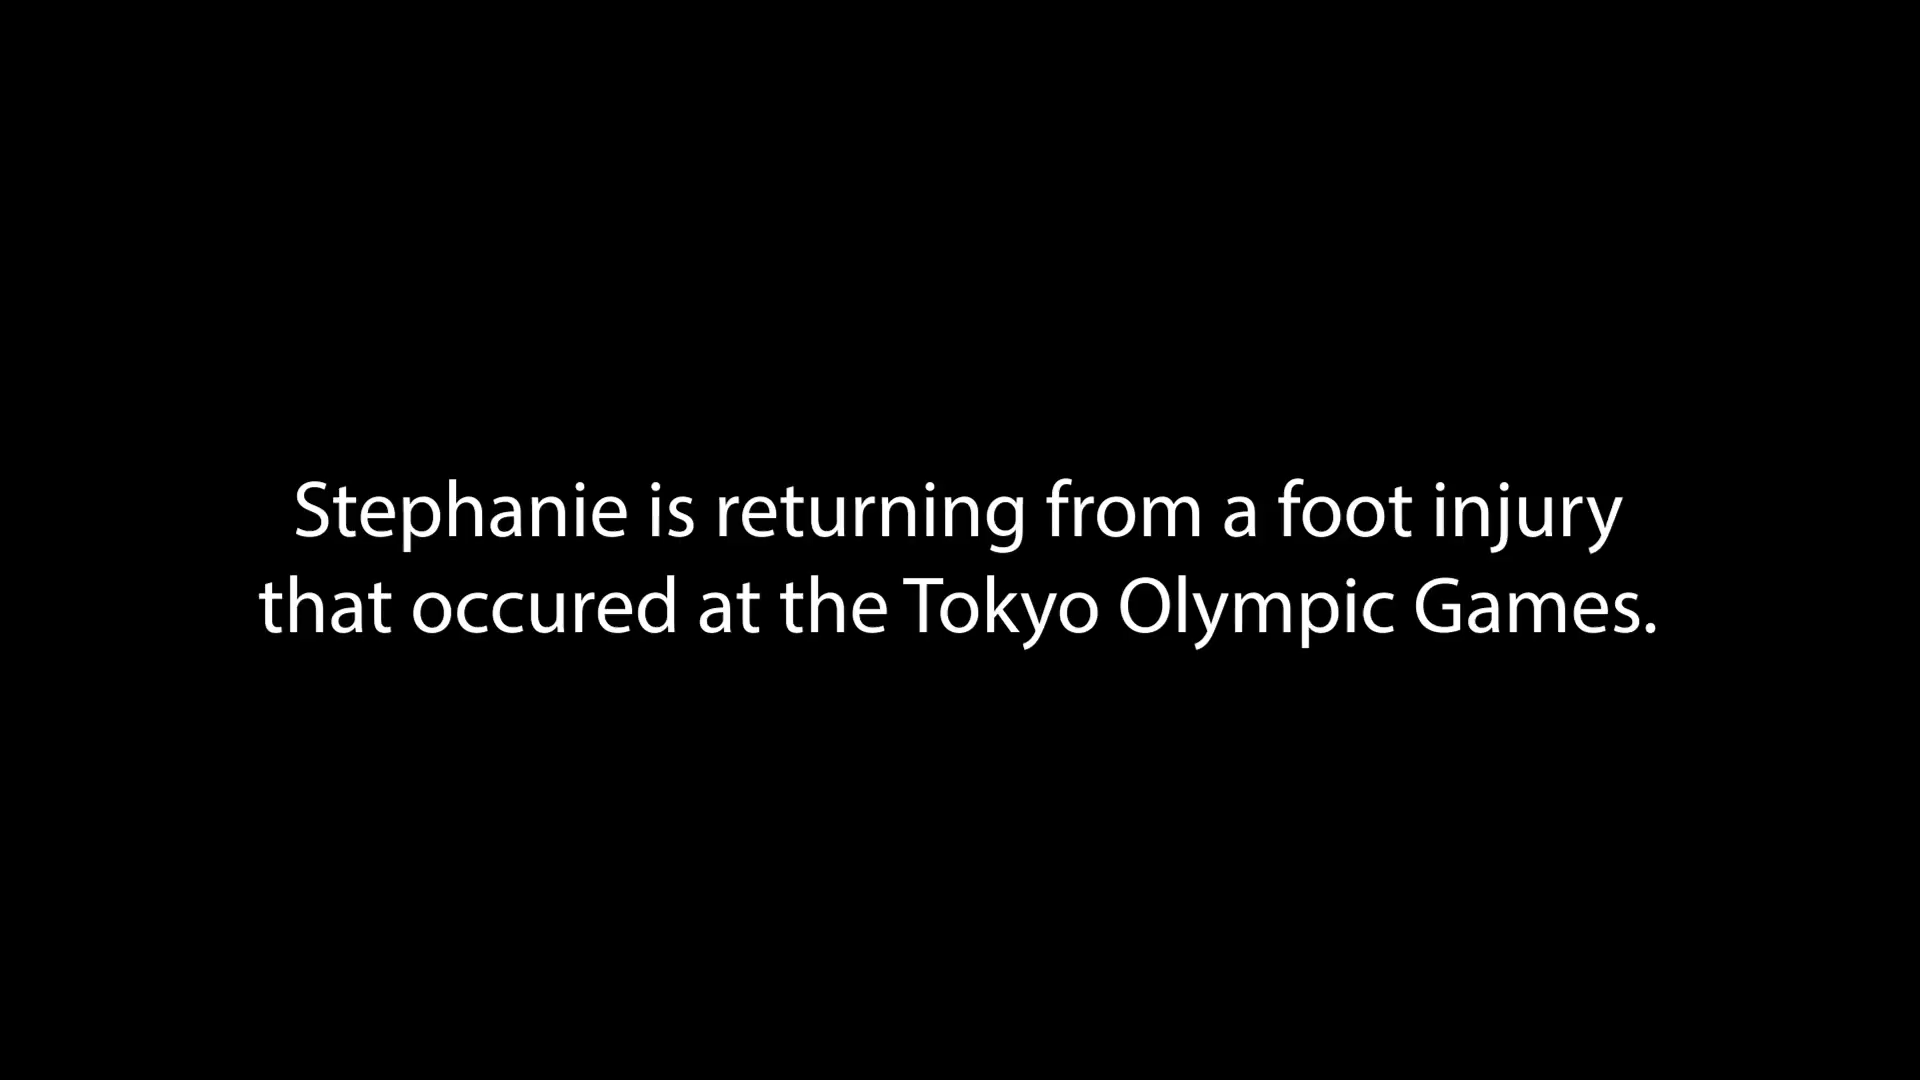 Stephanie is returning from a foot injury
that occured at the Tokyo Olympic Games.